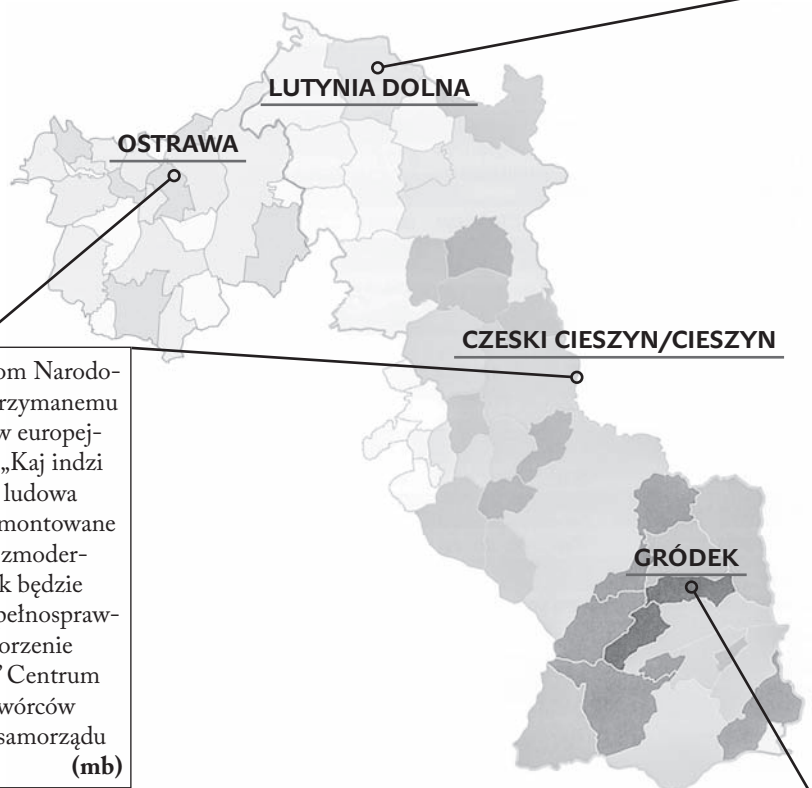 LUTYNIA DOLNA
OSTRAWA
CZESKI CIESZYN/CIESZYN
GRÓDEK
om Narodo-
rzymanemu
w europej-
„Kaj indzi
ludowa
montowane
zmoder-
k będzie
pełnospraw-
orzenie
” Centrum
wórców
samorządu
(mb)